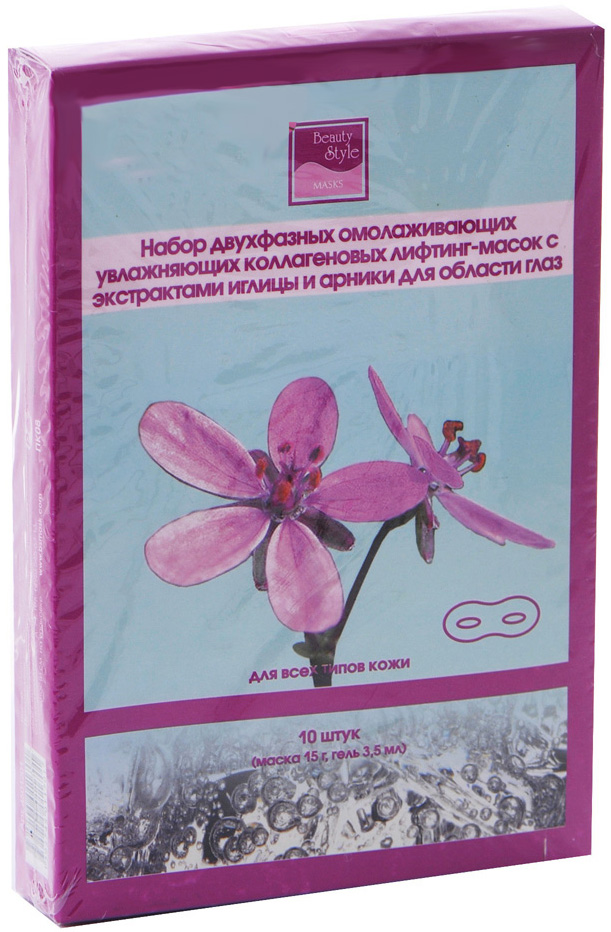 Beauty
Style
MASKS
Набор двухфазных омолаживающих
увлажняющих коллагеновых лифтинг-масок с
экстрактами иглицы и арники для области глаз
для всех типов кожи
10 штук
(маска 15 г, гель 3,5 мл)